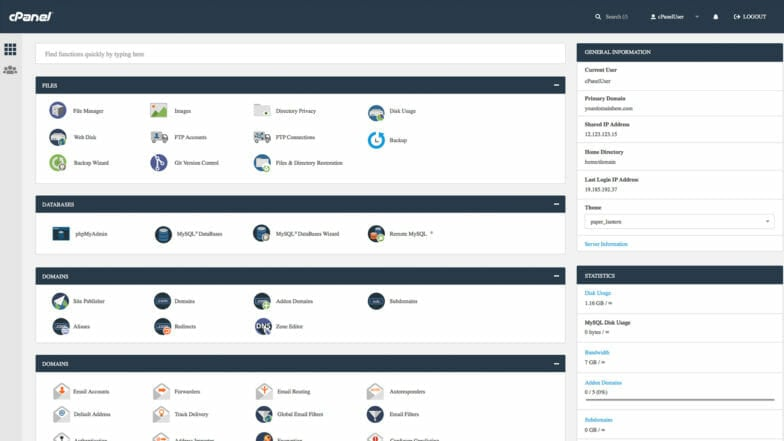 cPanel
Search (/)
cPanelUser
LOGOUT
Find functions quickly by typing here
FILES
File Manager
Images
Directory Privacy
Disk Usage
Web Disk
FTP Accounts
FTP Connections
Backup
Backup Wizard
Git Version Control
Files & Directory Restoration
DATABASES
phpMyAdmin
MySQL® DataBases
MySQL® DataBases Wizard
Remote MySQL ®
DOMAINS
Site Publisher
Domains
Addon Domains
Subdomains
Aliases
Redirects
Zone Editor
DOMAINS
Email Accounts
Forwarders
Email Routing
Autoresponders
Default Address
Track Delivery
Global Email Filters
Email Filters
GENERAL INFORMATION
Current User
cPanelUser
Primary Domain
yourdomainhere.com
Shared IP Address
12.123.123.15
Home Directory
home/domain
Last Login IP Address
19.185.192.37
Theme
paper_lantern
Server Information
STATISTICS
Disk Usage
1.16 GB / ∞
MySQL Disk Usage
0 bytes / ∞
Bandwidth
7 GB / ∞
Addon Domains
0 / 5 (0%)
Subdomains
0 GB / ∞